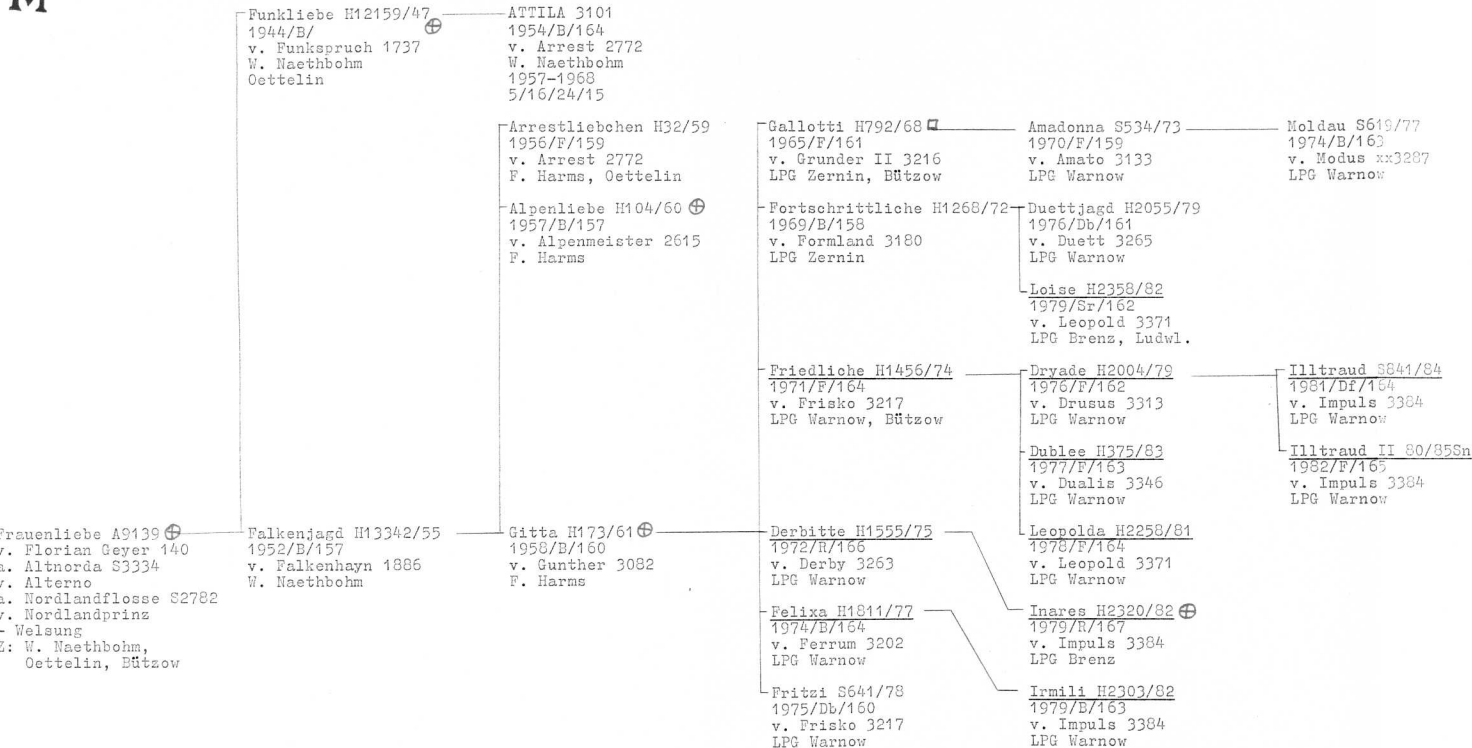 M
Funkliebe H12159/47 ⊕
1944/B/
v. Funkspruch 1737
W. Naethbohm
Oettelin
ATTILA 3101
1954/B/164
v. Arrest 2772
W. Naethbohm
1957-1968
5/16/24/15
Arrestliebchen H32/59
1956/F/159
v. Arrest 2772
F. Harms, Oettelin
Alpenliebe H104/60 ⊕
1957/B/157
v. Alpenmeister 2615
F. Harms
Gallotti H792/68
1965/F/161
v. Grunder II 3216
LPG Zernin, Bützow
Amadonna S534/73
1970/F/159
v. Amato 3133
LPG Warnow
Moldau S619/77
1974/B/163
v. Modus xx3287
LPG Warnow
Fortschrittliche H1268/72
1969/B/158
v. Formland 3180
LPG Zernin
Duettjagd H2055/79
1976/Db/161
v. Duett 3265
LPG Warnow
Loise H2358/82
1979/Sr/162
v. Leopold 3371
LPG Brenz, Ludwl.
Friedliche H1456/74
1971/F/164
v. Frisko 3217
LPG Warnow, Bützow
Dryade H2004/79
1976/F/162
v. Drusus 3313
LPG Warnow
Illtraud S841/84
1981/Df/164
v. Impuls 3384
LPG Warnow
Dublee H375/83
1977/F/163
v. Dualis 3346
LPG Warnow
Illtraud II 80/85Sn
1982/F/165
v. Impuls 3384
LPG Warnow
Frauenliebe A9139 ⊕
v. Florian Geyer 140
a. Altnorda S3334
v. Alterno
a. Nordlandflosse S2782
v. Nordlandprinz
- Welsung
Z: W. Naethbohm,
Oettelin, Bützow
Falkenjagd H13342/55
1952/B/157
v. Falkenhayn 1886
W. Naethbohm
Gitta H173/61 ⊕
1958/B/160
v. Gunther 3082
F. Harms
Derbitte H1555/75
1972/R/166
v. Derby 3263
LPG Warnow
Leopolda H2258/81
1978/F/164
v. Leopold 3371
LPG Warnow
Felixa H1811/77
1974/B/164
v. Ferrum 3202
LPG Warnow
Inares H2320/82 ⊕
1979/R/167
v. Impuls 3384
LPG Brenz
Fritzi S641/78
1975/Db/160
v. Frisko 3217
LPG Warnow
Irmili H2303/82
1979/B/163
v. Impuls 3384
LPG Warnow